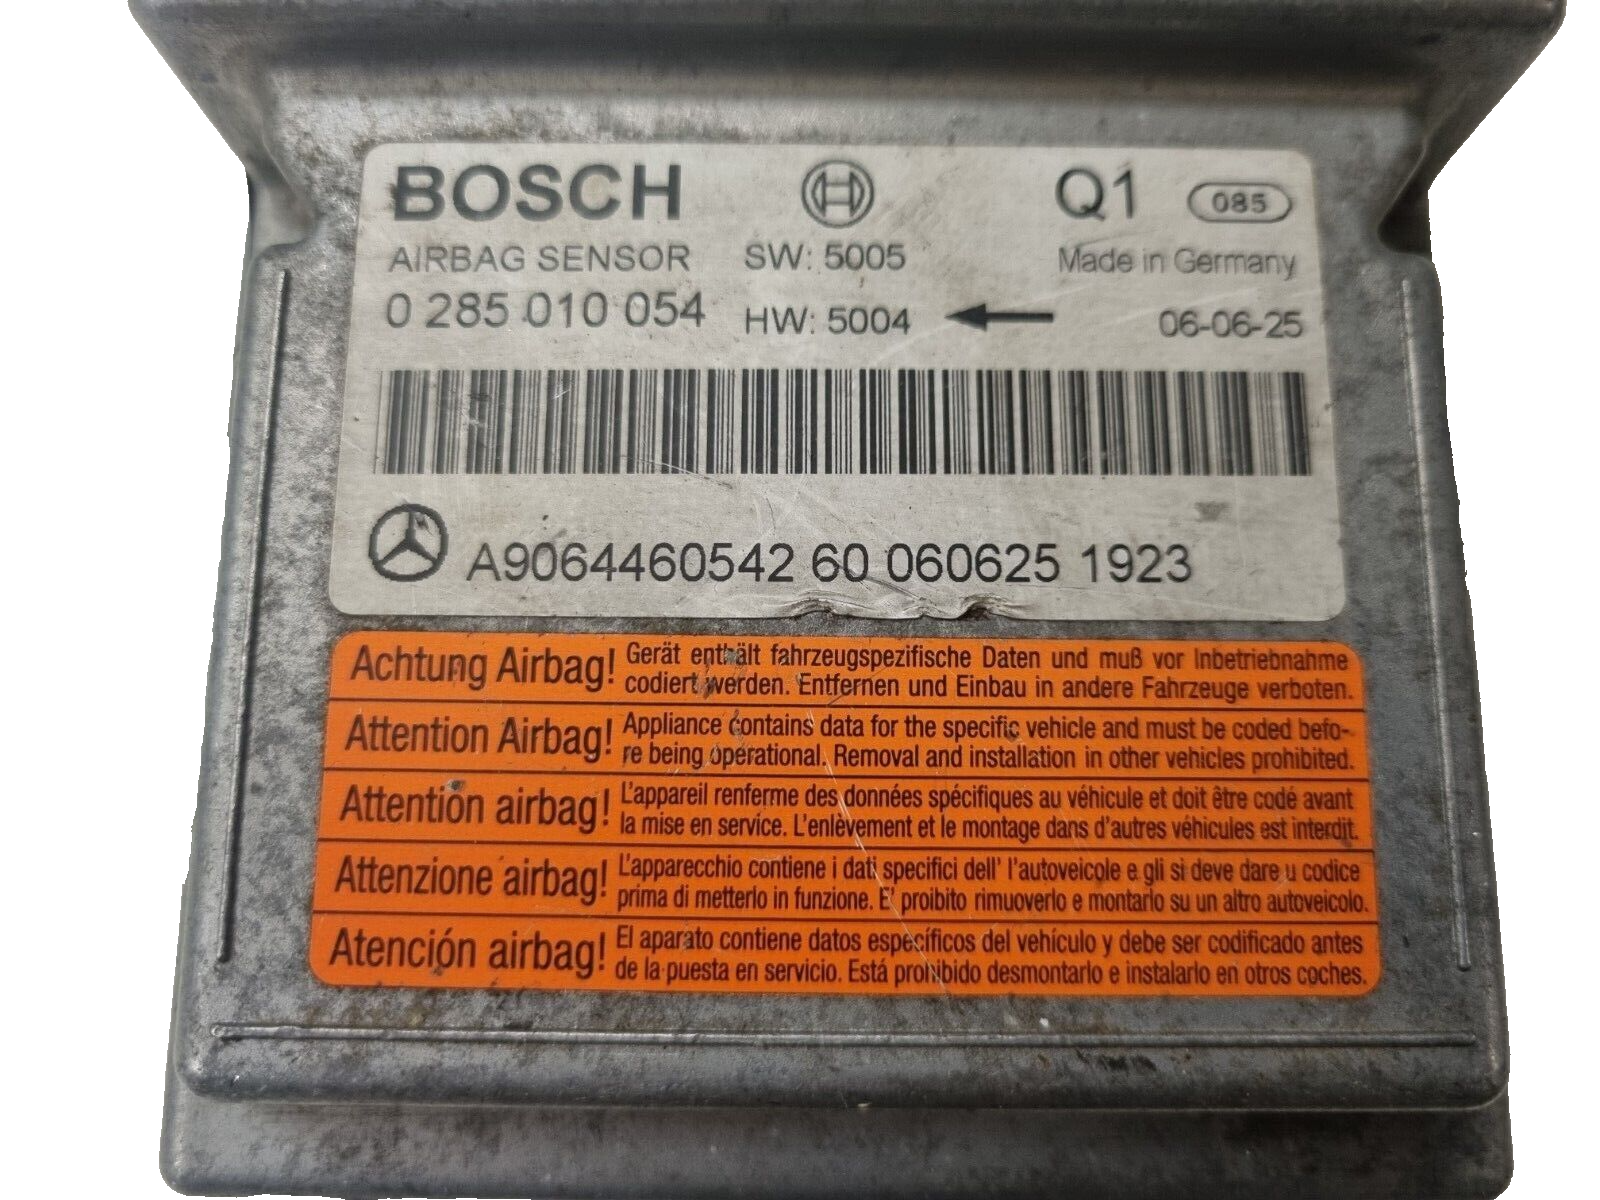 BOSCH Q1 085
AIRBAG SENSOR SW: 5005 Made in Germany
0 285 010 054 HW: 5004 06-06-25
A9064460542 60 060625 1923
Achtung Airbag! Gerät enthält fahrzeugspezifische Daten und muß vor Inbetriebnahme
codiert werden. Entfernen und Einbau in andere Fahrzeuge verboten.
Attention Airbag! Appliance contains data for the specific vehicle and must be coded befo-
re being operational. Removal and installation in other vehicles prohibited.
Attention airbag! L'appareil renferme des données spécifiques au véhicule et doit être codé avant
la mise en service. L'enlèvement et le montage dans d'autres véhicules est interdit.
Attenzione airbag! L'apparecchio contiene i dati specifici dell' l'autoveicole e gli si deve dare u codice
prima di metterlo in funzione. E' proibito rimuoverlo e montarlo su un altro autoveicolo.
Atención airbag! El aparato contiene datos específicos del vehículo y debe ser codificado antes
de la puesta en servicio. Está prohibido desmontarlo e instalarlo en otros coches.